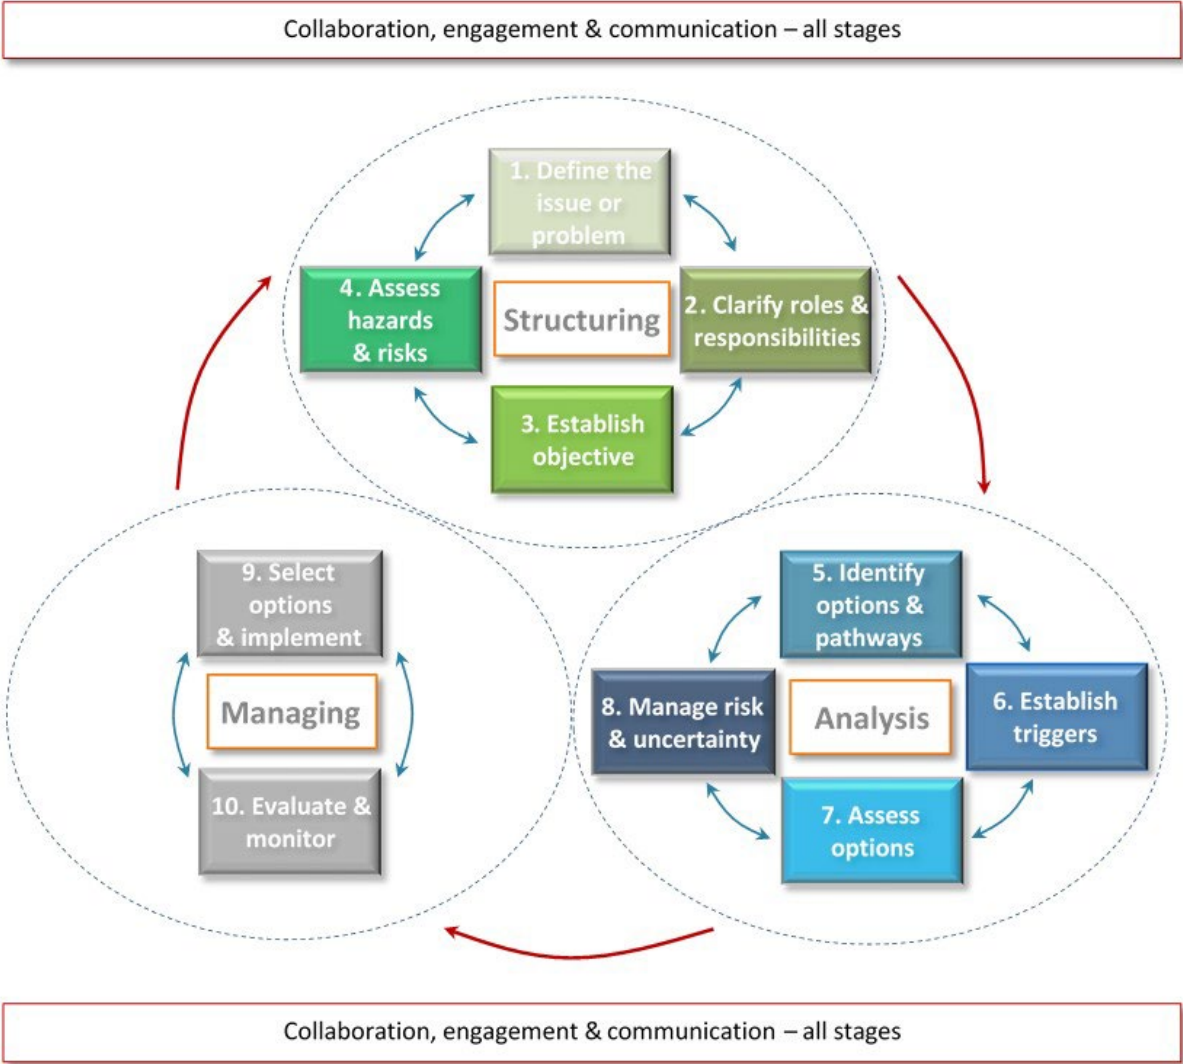 Collaboration, engagement & communication – all stages
1. Define the
issue or
problem
4. Assess
hazards
& risks
Structuring
2. Clarify roles &
responsibilities
3. Establish
objective
9. Select
options
& implement
Managing
10. Evaluate &
monitor
5. Identify
options &
pathways
8. Manage risk
& uncertainty
Analysis
6. Establish
triggers
7. Assess
options
Collaboration, engagement & communication – all stages